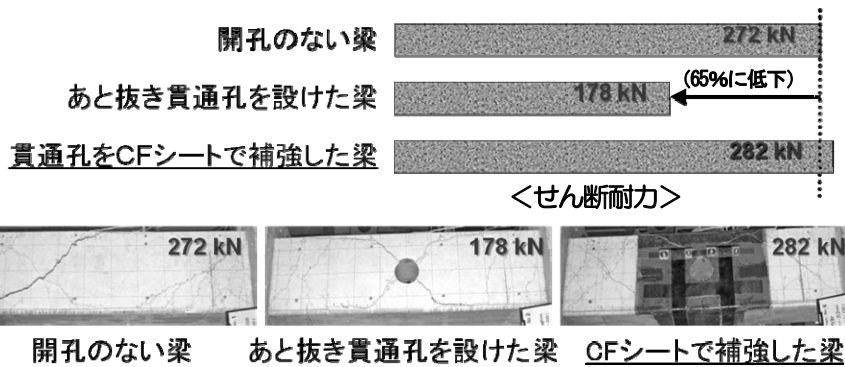 開孔のない梁
272 kN
あと抜き貫通孔を設けた梁
178 kN
(65%に低下)
貫通孔をCFシートで補強した梁
282 kN
＜せん断耐力＞
272 kN
178 kN
282 kN
開孔のない梁
あと抜き貫通孔を設けた梁
CFシートで補強した梁